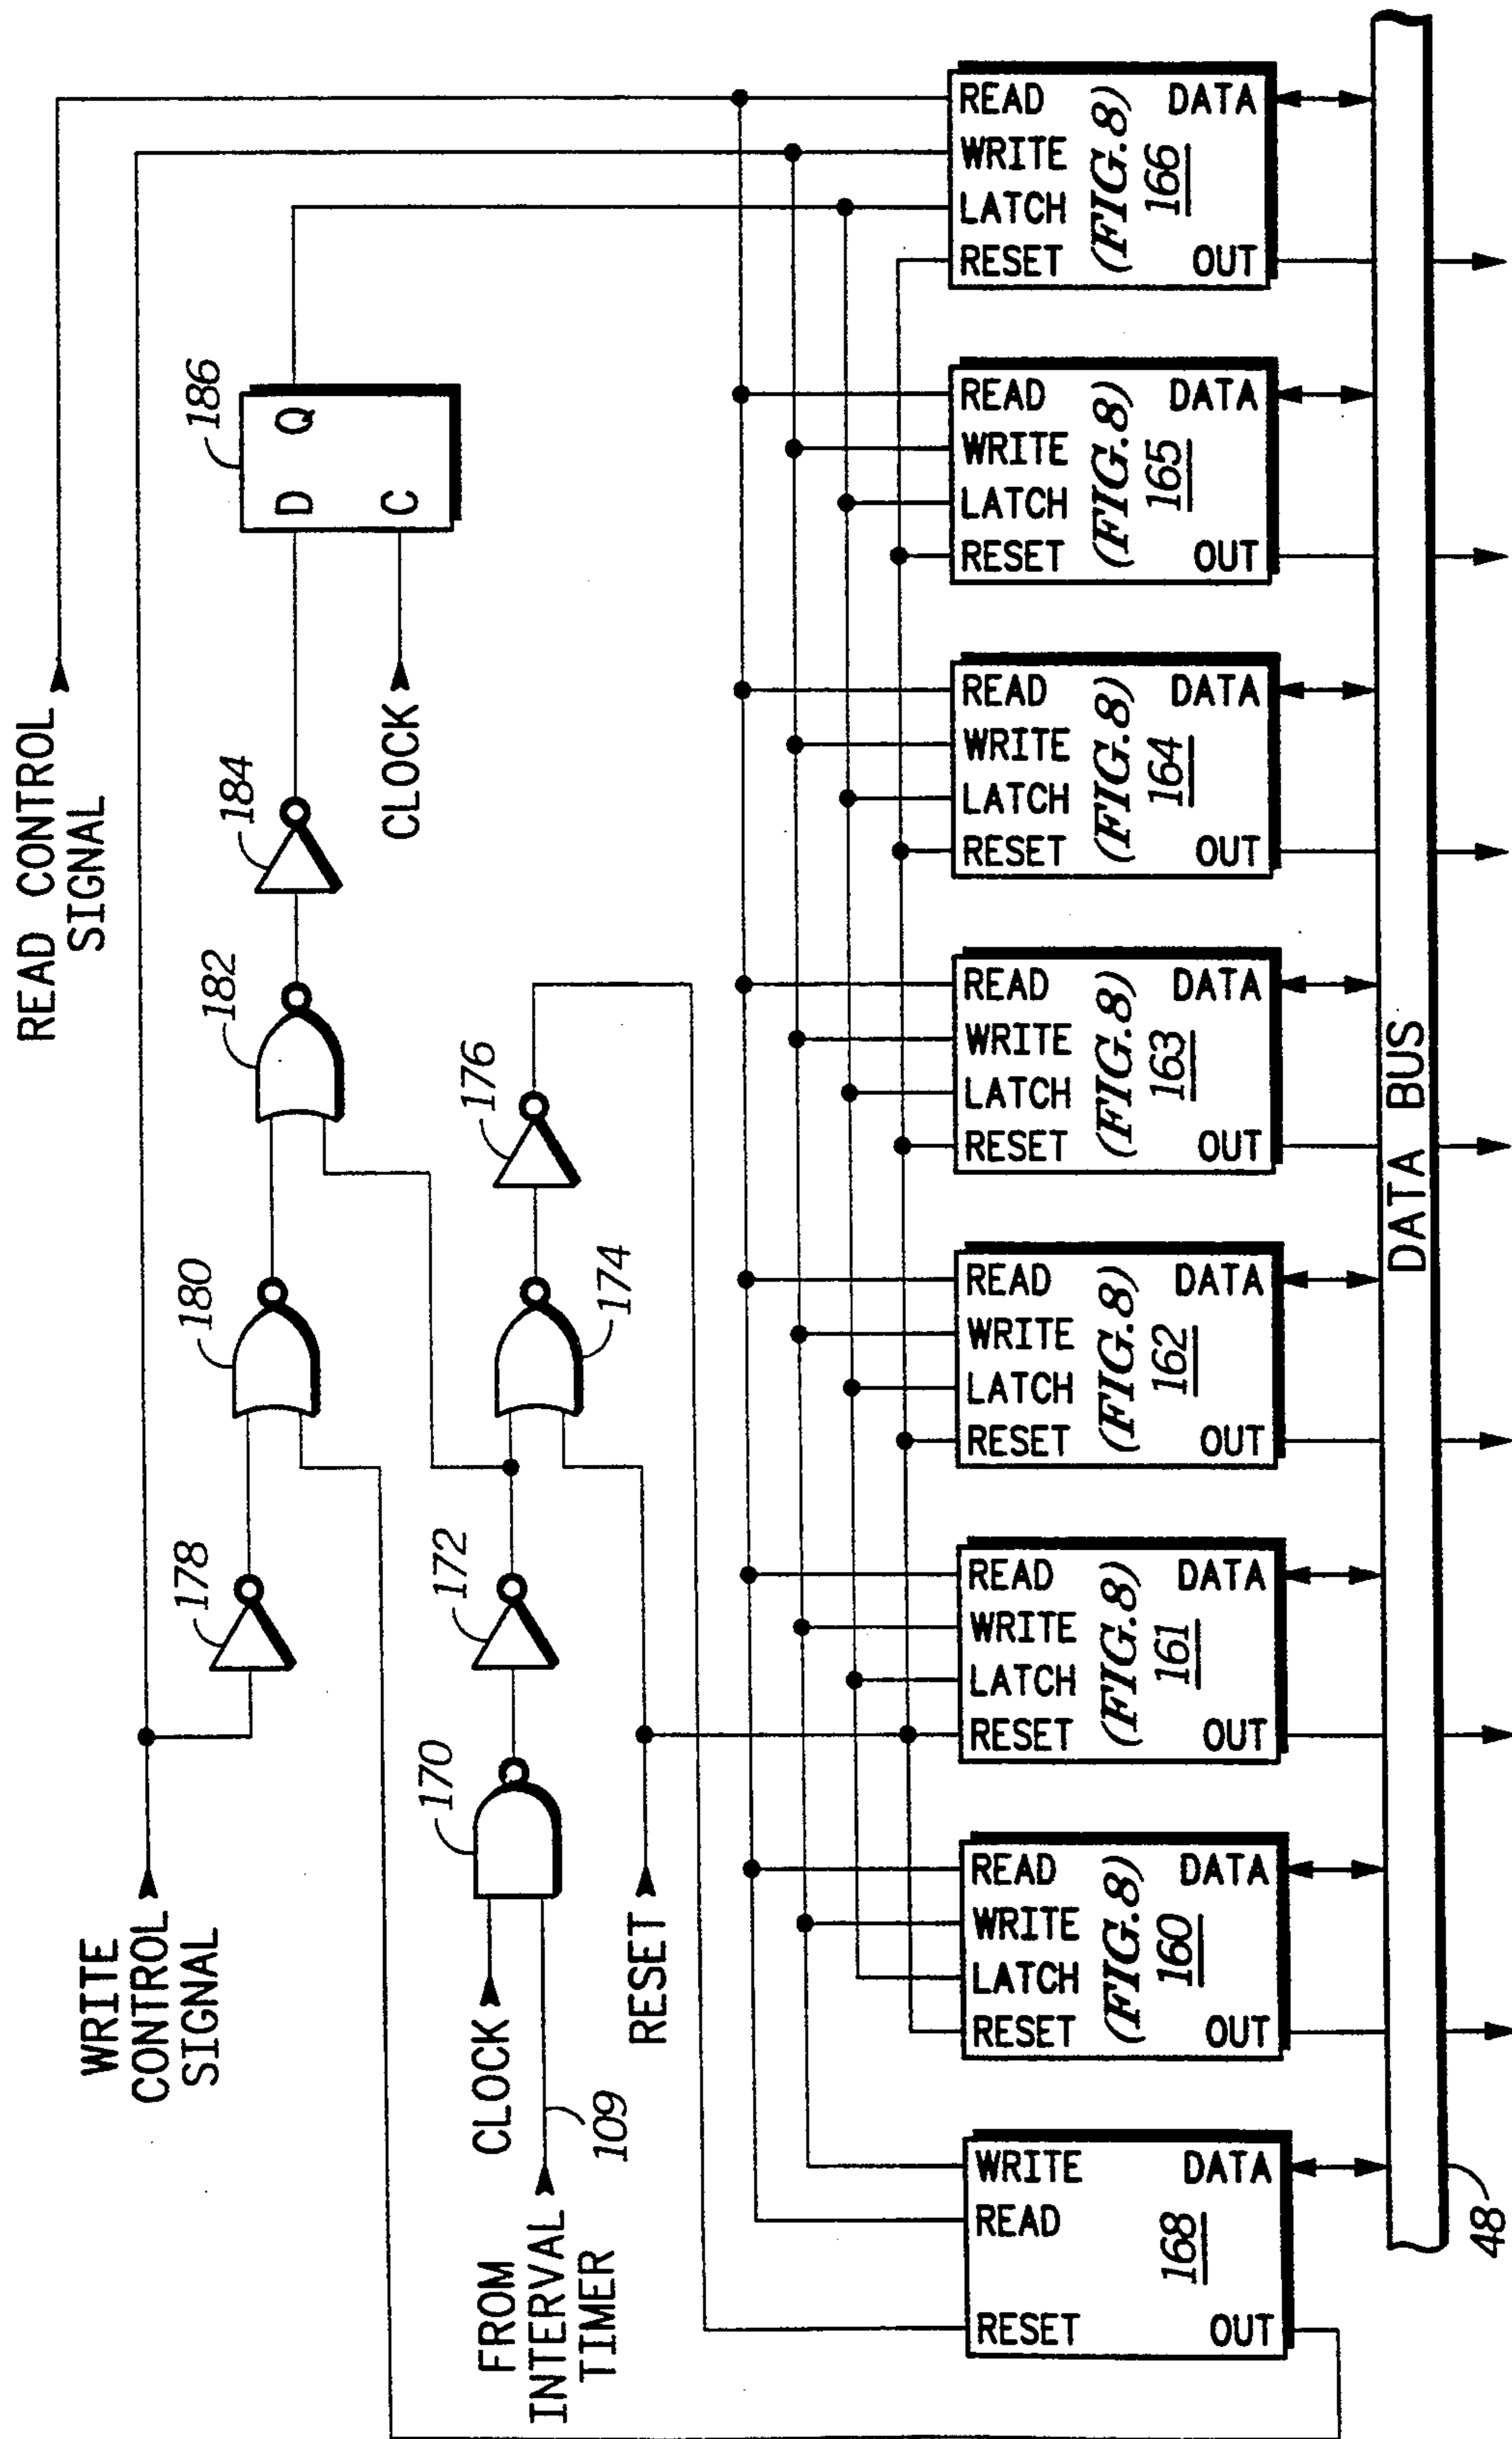 READ CONTROL
SIGNAL
WRITE
CONTROL
SIGNAL
178
180
182
184
186
D Q
C
CLOCK
CLOCK
FROM
INTERVAL
TIMER
109
170
172
174
176
RESET
168
WRITE
READ
RESET
DATA
OUT
READ
WRITE
LATCH
RESET
(FIG.8)
160
DATA
OUT
READ
WRITE
LATCH
RESET
(FIG.8)
161
DATA
OUT
READ
WRITE
LATCH
RESET
(FIG.8)
162
DATA
OUT
READ
WRITE
LATCH
RESET
(FIG.8)
163
DATA
OUT
READ
WRITE
LATCH
RESET
(FIG.8)
164
DATA
OUT
READ
WRITE
LATCH
RESET
(FIG.8)
165
DATA
OUT
READ
WRITE
LATCH
RESET
(FIG.8)
166
DATA
OUT
DATA BUS
48